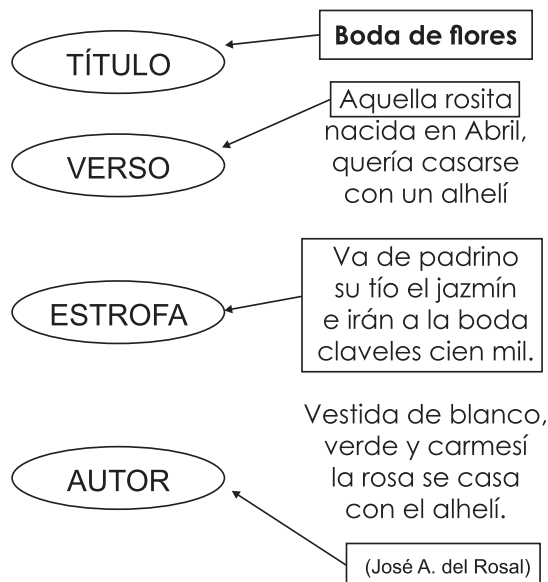 TÍTULO
Boda de flores
VERSO
Aquella rosita
nacida en Abril,
quería casarse
con un alhelí
ESTROFA
Va de padrino
su tío el jazmín
e irán a la boda
claveles cien mil.
Vestida de blanco,
verde y carmesí
la rosa se casa
con el alhelí.
AUTOR
(José A. del Rosal)